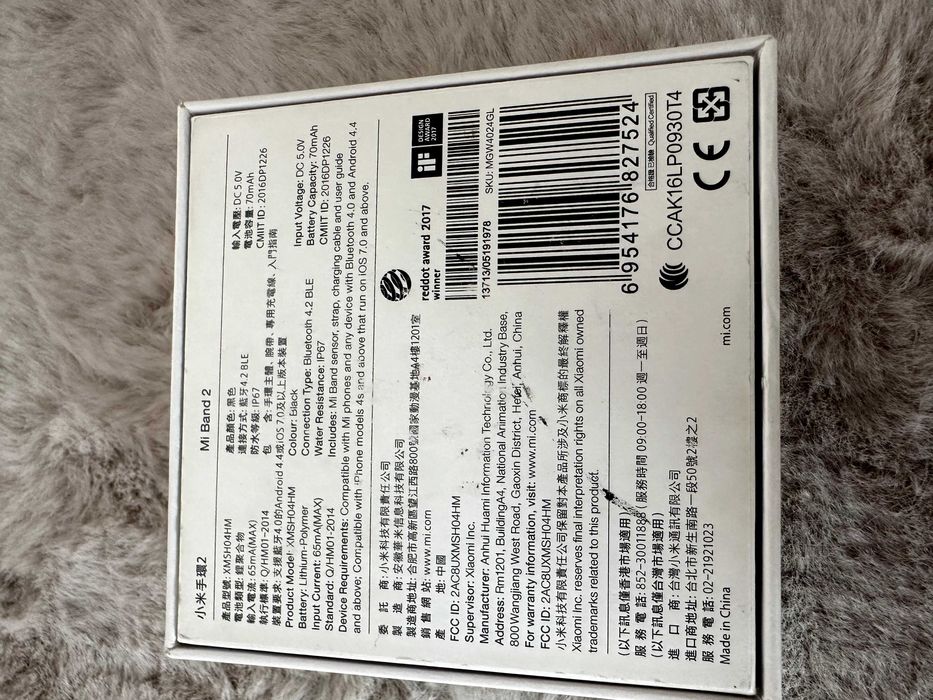 小米手環2
Mi Band 2
產品型號: XMSH04HM
產品顏色: 黑色
輸入電壓: DC 5.0V
電池類型: 鋰聚合物
連接方式: 藍牙4.2 BLE
電池容量: 70mAh
輸入電流: 65mA(MAX)
防水等級: IP67
CMIIT ID: 2016DP1226
執行標準: Q/HM01-2014
包 含: 手環主體、腕帶、專用充電線、入門指南
裝置要求: 支援藍牙4.0的Android 4.4或iOS 7.0及以上版本裝置
Product Model: XMSH04HM
Colour: Black
Input Voltage: DC 5.0V
Battery: Lithium-Polymer
Connection Type: Bluetooth 4.2 BLE
Battery Capacity: 70mAh
Input Current: 65mA(MAX)
Water Resistance: IP67
CMIIT ID: 2016DP1226
Standard: Q/HM01-2014
Includes: Mi Band sensor, strap, charging cable and user guide
Device Requirements: Compatible with Mi phones and any device with Bluetooth 4.0 and Android 4.4
and above; Compatible with iPhone models 4s and above that run on iOS 7.0 and above.
委 託 商: 小米科技有限責任公司
製 造 商: 安徽華米信息科技有限公司
製造商地址: 合肥市高新區望江西路800號國家動漫基地A4樓1201室
銷售網站: www.mi.com
產 地: 中國
FCC ID: 2AC8UXMSH04HM
Supervisor: Xiaomi Inc.
Manufacturer: Anhui Huami Information Technology Co., Ltd.
Address: Rm1201, BuildingA4, National Animation Industry Base,
800 Wangjiang West Road, Gaoxin District, Hefei, Anhui, China
For warranty information, visit: www.mi.com
FCC ID: 2AC8UXMSH04HM
小米科技有限責任公司保留對本產品所涉及小米商標的最終解釋權
Xiaomi Inc. reserves final interpretation rights on all Xiaomi owned
trademarks related to this product.
(以下訊息僅香港市場適用)
服務電話: 852-30011888 (服務時間 09:00-18:00 週一至週日)
(以下訊息僅台灣市場適用)
進 口 商: 台灣小米通訊有限公司
進口商地址: 台北市新生南路一段50號2樓之2
服務電話: 02-21921023
Made in China
mi.com
reddot award 2017
winner
iF
DESIGN
AWARD
2017
13713/05191978
SKU: MGW4024GL
6 954176 827524
合格證 已檢驗 Qualified Certified
CCAK16LP0930T4
CE